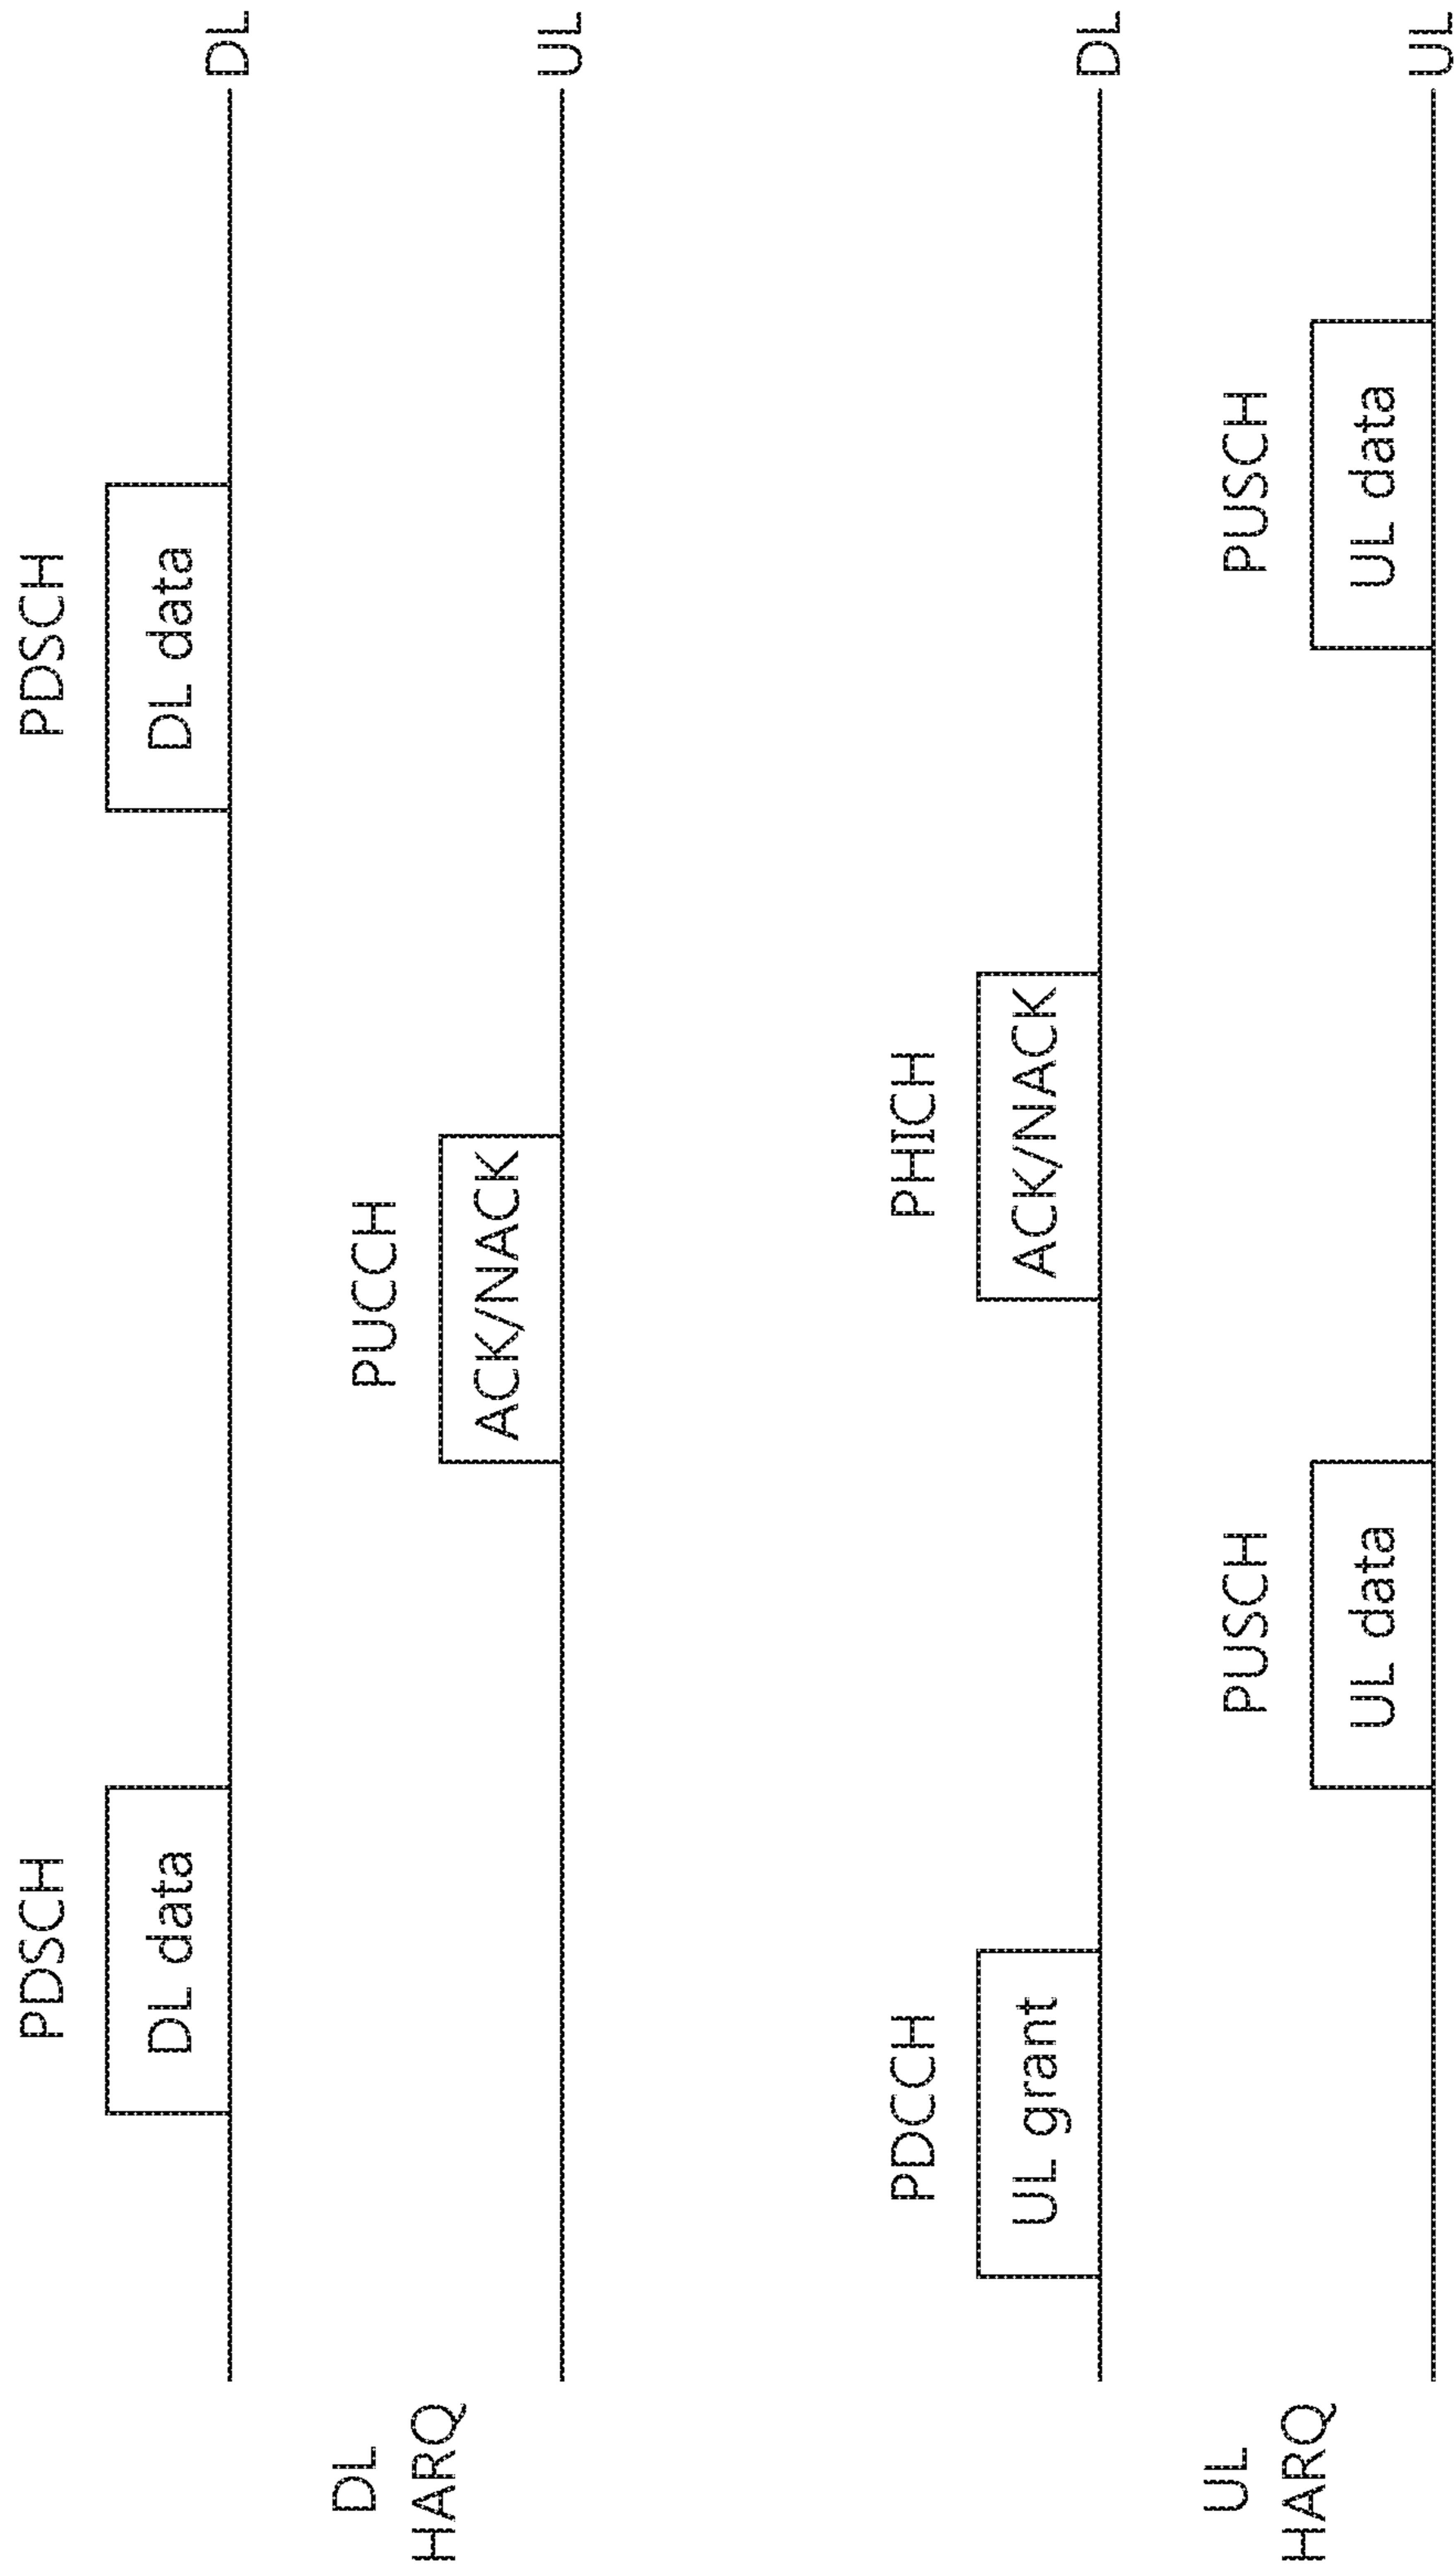 PDSCH
PDSCH
DL data
DL data
DL
DL
HARQ
PUCCH
ACK/NACK
UL
PDCCH
PHICH
UL grant
ACK/NACK
DL
UL
HARQ
PUSCH
PUSCH
UL data
UL data
UL